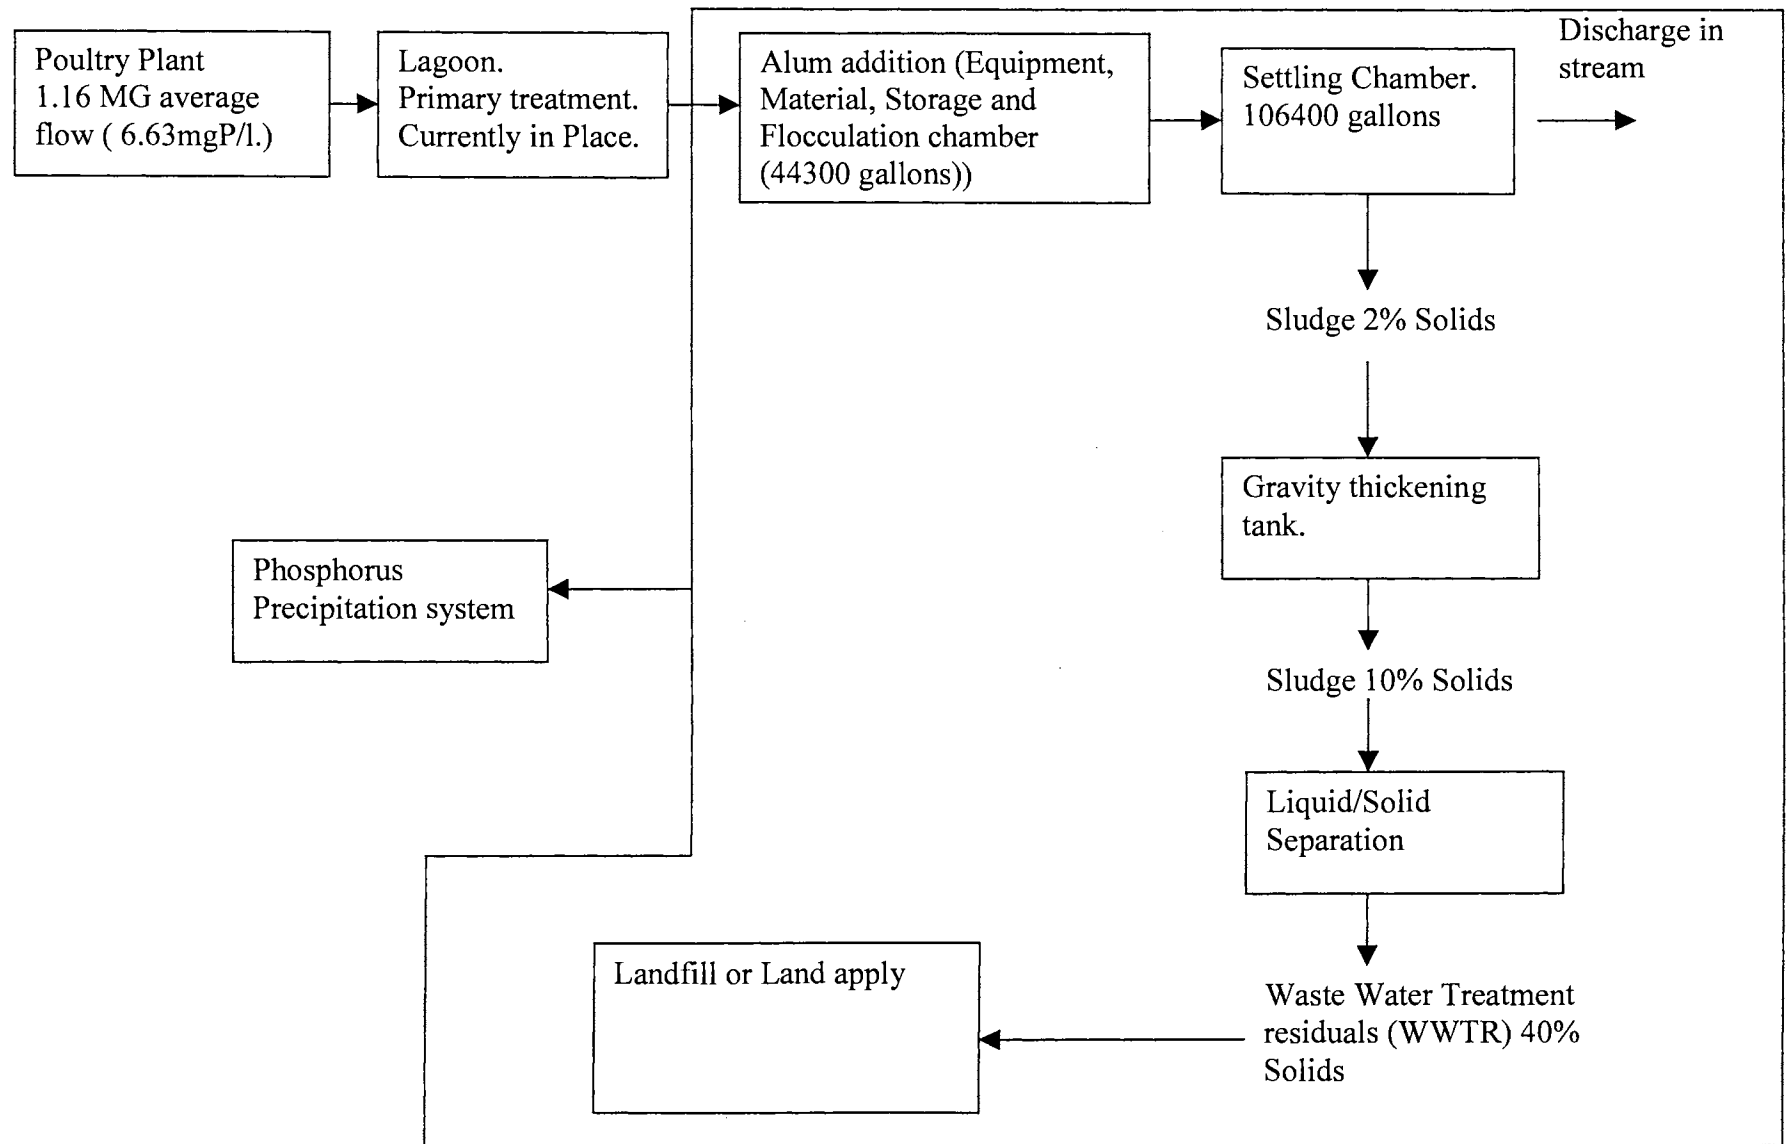 Poultry Plant
1.16 MG average
flow ( 6.63mgP/l.)
Lagoon.
Primary treatment.
Currently in Place.
Alum addition (Equipment,
Material, Storage and
Flocculation chamber
(44300 gallons))
Settling Chamber.
106400 gallons
Discharge in
stream
Sludge 2% Solids
Gravity thickening
tank.
Phosphorus
Precipitation system
Sludge 10% Solids
Liquid/Solid
Separation
Landfill or Land apply
Waste Water Treatment
residuals (WWTR) 40%
Solids